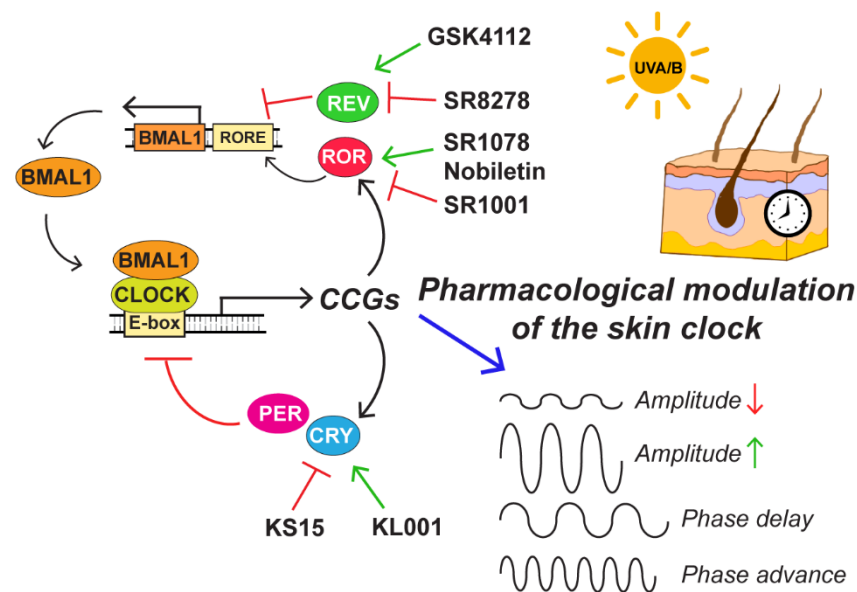 GSK4112
UVA/B
REV
SR8278
BMAL1
RORE
ROR
SR1078
Nobiletin
SR1001
BMAL1
BMAL1
CLOCK
E-box
CCGs
Pharmacological modulation
of the skin clock
PER
CRY
KS15
KL001
Amplitude
Amplitude
Phase delay
Phase advance